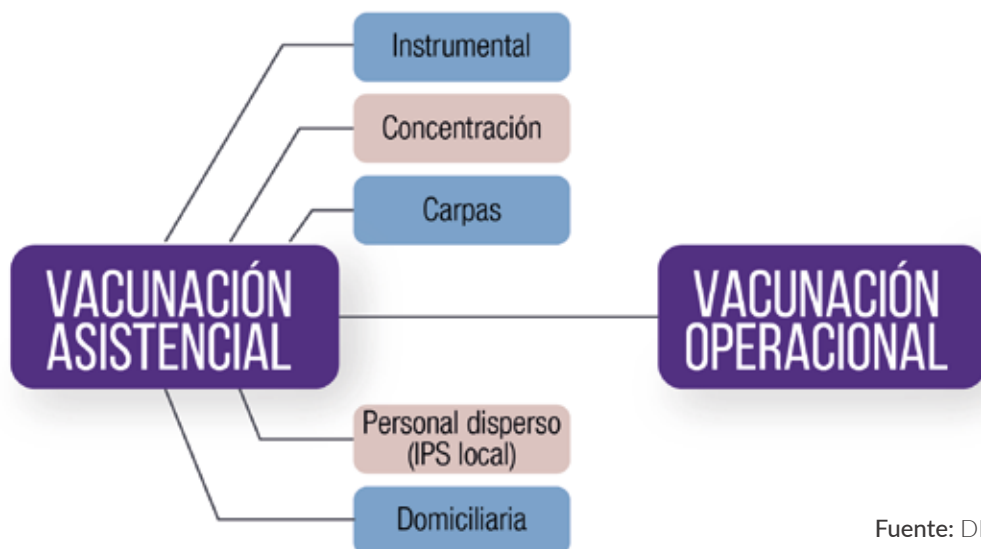 Instrumental
Concentración
Carpas
VACUNACIÓN
ASISTENCIAL
VACUNACIÓN
OPERACIONAL
Personal disperso
(IPS local)
Domiciliaria
Fuente: